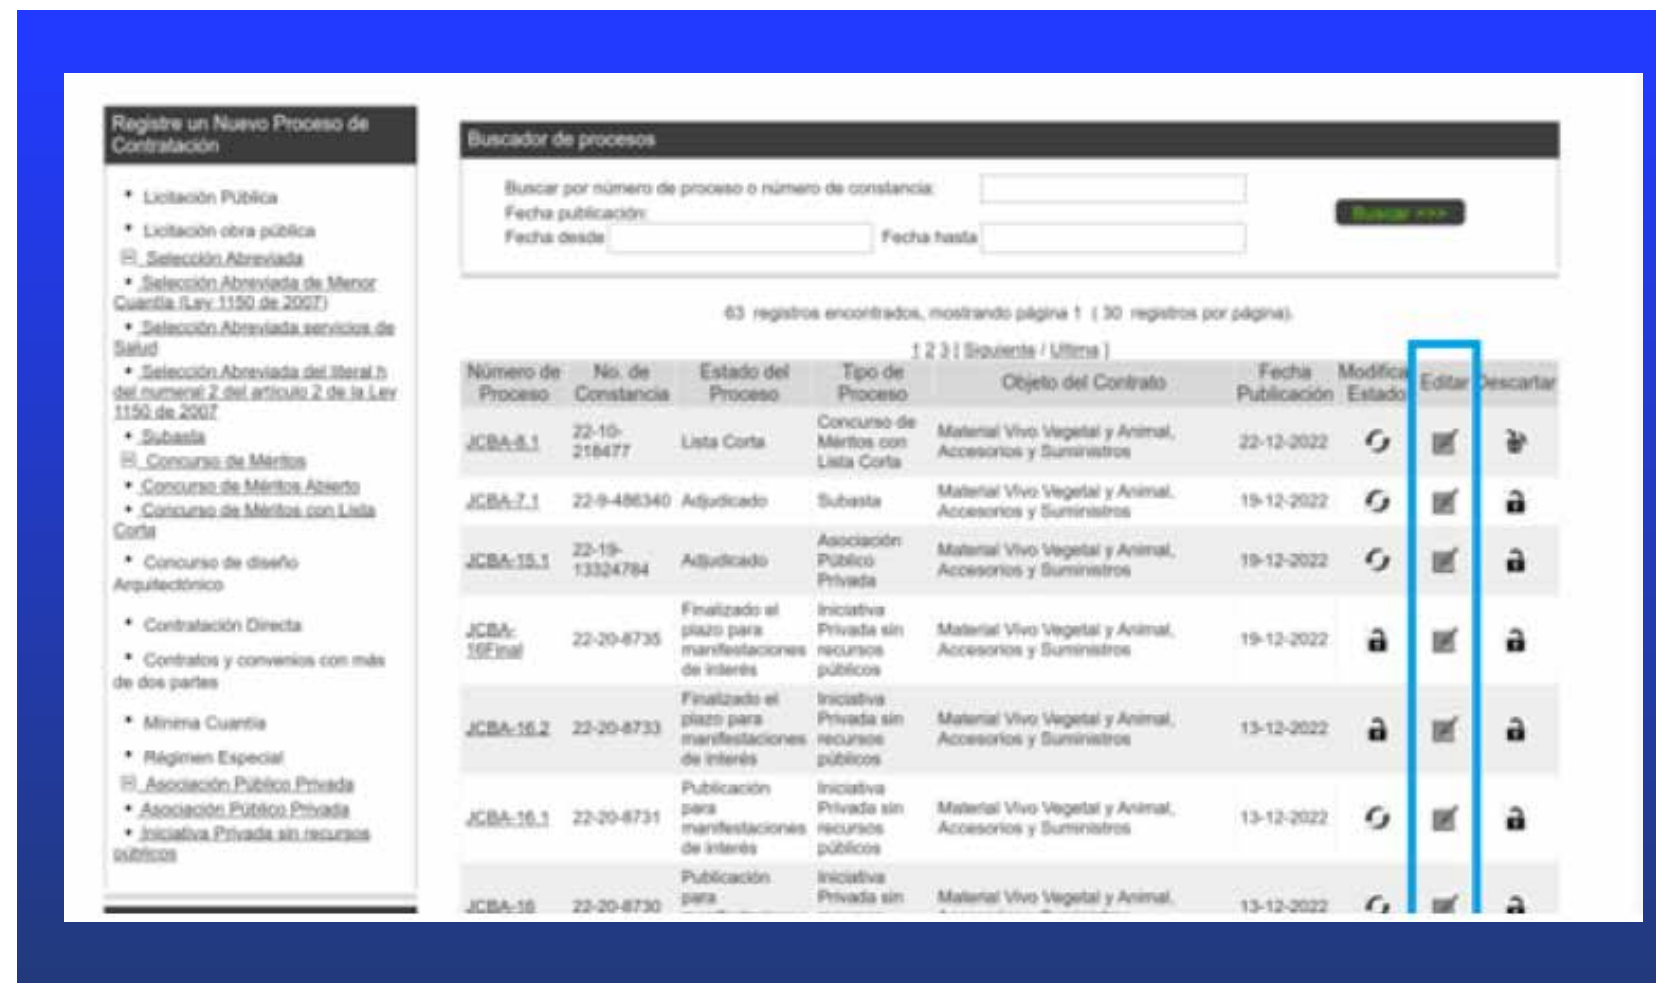 Registre un Nuevo Proceso de
Contratación
• Licitación Pública
• Licitación obra pública
Selección Abreviada
• Selección Abreviada de Menor
Cuantía (Ley 1150 de 2007)
• Selección Abreviada servicios de
Salud
• Selección Abreviada del literal h
del numeral 2 del artículo 2 de la Ley
1150 de 2007
• Subasta
Concurso de Méritos
• Concurso de Méritos Abierto
• Concurso de Méritos con Lista
Corta
• Concurso de diseño
Arquitectónico
• Contratación Directa
• Contratos y convenios con más
de dos partes
• Mínima Cuantía
• Régimen Especial
Asociación Público Privada
• Asociación Público Privada
• Iniciativa Privada sin recursos
públicos
Buscador de procesos
Buscar por número de proceso o número de constancia:
Fecha publicación:
Fecha desde Fecha hasta
Buscar >>>
63 registros encontrados, mostrando página 1 ( 30 registros por página).
1 2 3 [ Siguiente / Ultima ]
Número de Proceso No. de Constancia Estado del Proceso Tipo de Proceso Objeto del Contrato Fecha Publicación Modifica Estado Editar Descartar
JCBA-8.1 22-10-218477 Lista Corta Concurso de Méritos con Lista Corta Material Vivo Vegetal y Animal, Accesorios y Suministros 22-12-2022
JCBA-7.1 22-9-486340 Adjudicado Subasta Material Vivo Vegetal y Animal, Accesorios y Suministros 19-12-2022
JCBA-15.1 22-19-13324784 Adjudicado Asociación Público Privada Material Vivo Vegetal y Animal, Accesorios y Suministros 19-12-2022
JCBA-16Final 22-20-8735 Finalizado el plazo para manifestaciones de interés Iniciativa Privada sin recursos públicos Material Vivo Vegetal y Animal, Accesorios y Suministros 19-12-2022
JCBA-16.2 22-20-8733 Finalizado el plazo para manifestaciones de interés Iniciativa Privada sin recursos públicos Material Vivo Vegetal y Animal, Accesorios y Suministros 13-12-2022
JCBA-16.1 22-20-8731 Publicación para manifestaciones de interés Iniciativa Privada sin recursos públicos Material Vivo Vegetal y Animal, Accesorios y Suministros 13-12-2022
JCBA-16 22-20-8730 Publicación para Iniciativa Privada sin Material Vivo Vegetal y Animal, 13-12-2022